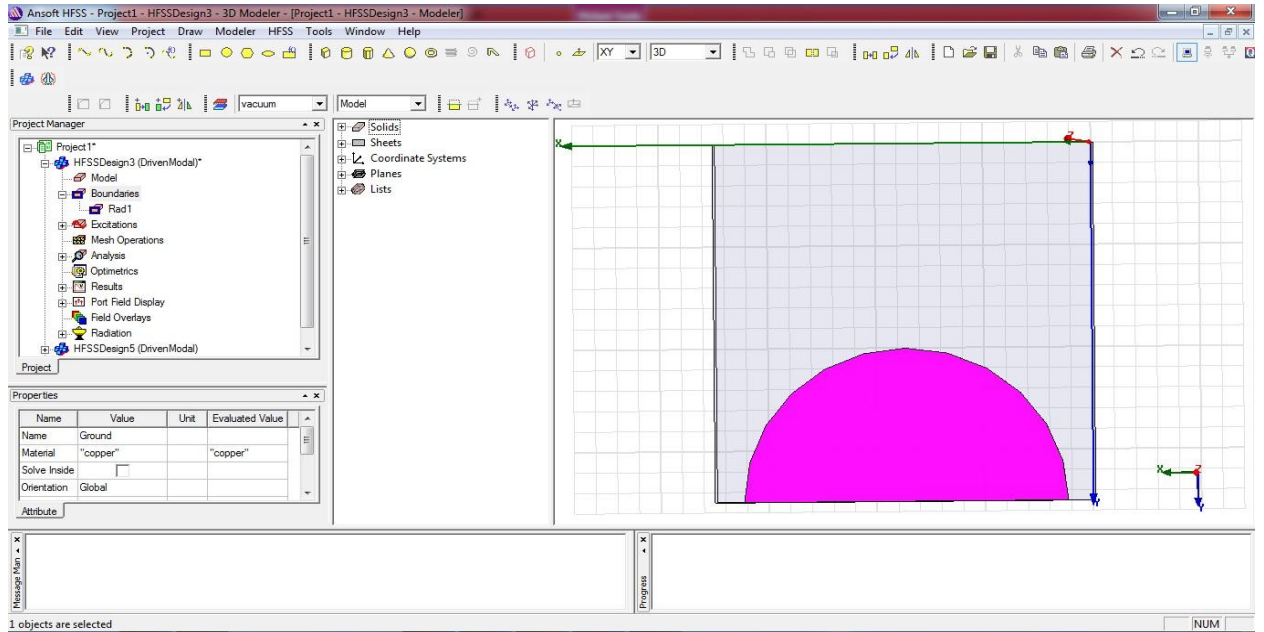 Ansoft HFSS - Project1 - HFSSDesign3 - 3D Modeler - [Project1 - HFSSDesign3 - Modeler]
File Edit View Project Draw Modeler HFSS Tools Window Help
XY 3D
vacuum Model
Project Manager
Project1*
HFSSDesign3 (DrivenModal)*
Model
Boundaries
Rad1
Excitations
Mesh Operations
Analysis
Optimetrics
Results
Port Field Display
Field Overlays
Radiation
HFSSDesign5 (DrivenModal)
Project
Solids
Sheets
Coordinate Systems
Planes
Lists
Properties
Name Value Unit Evaluated Value
Name Ground
Material "copper" "copper"
Solve Inside
Orientation Global
Attribute
X Z
Y
X Z
Y
Message Man
Progress
1 objects are selected NUM